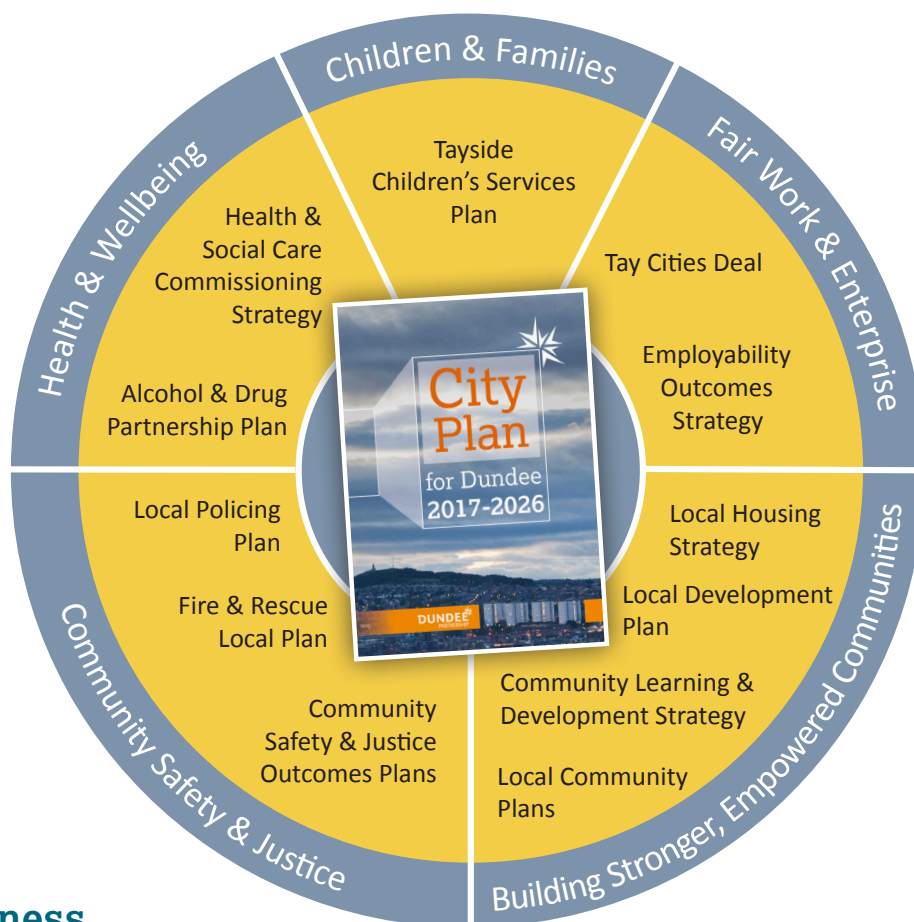 Children & Families
Tayside
Children’s Services
Plan
Fair Work & Enterprise
Tay Cities Deal
Employability
Outcomes
Strategy
Building Stronger, Empowered Communities
Local Housing
Strategy
Local Development
Plan
Community Learning &
Development Strategy
Local Community
Plans
Community Safety & Justice
Local Policing
Plan
Fire & Rescue
Local Plan
Community
Safety & Justice
Outcomes Plans
Health & Wellbeing
Health &
Social Care
Commissioning
Strategy
Alcohol & Drug
Partnership Plan
City
Plan
for Dundee
2017-2026
DUNDEE
PARTNERSHIP
ness